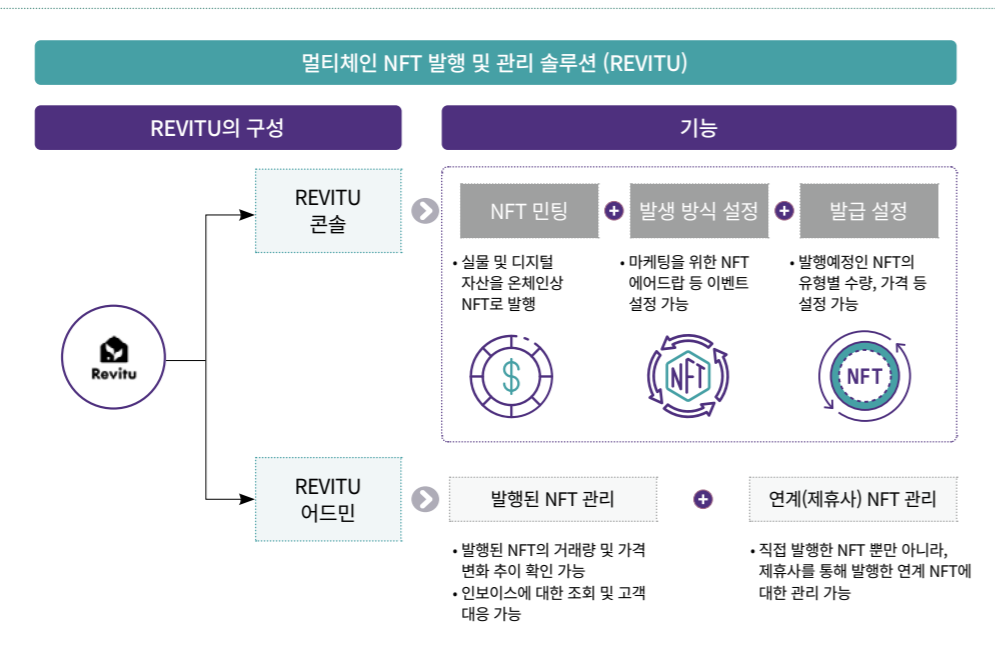 멀티체인 NFT 발행 및 관리 솔루션 (REVITU)
REVITU의 구성
기능
REVITU
콘솔
NFT 민팅
발생 방식 설정
발급 설정
• 실물 및 디지털
자산을 온체인상
NFT로 발행
• 마케팅을 위한 NFT
에어드랍 등 이벤트
설정 가능
• 발행예정인 NFT의
유형별 수량, 가격 등
설정 가능
$
NFT
NFT
Revitu
REVITU
어드민
발행된 NFT 관리
연계(제휴사) NFT 관리
• 발행된 NFT의 거래량 및 가격
변화 추이 확인 가능
• 인보이스에 대한 조회 및 고객
대응 가능
• 직접 발행한 NFT 뿐만 아니라,
제휴사를 통해 발행한 연계 NFT에
대한 관리 가능